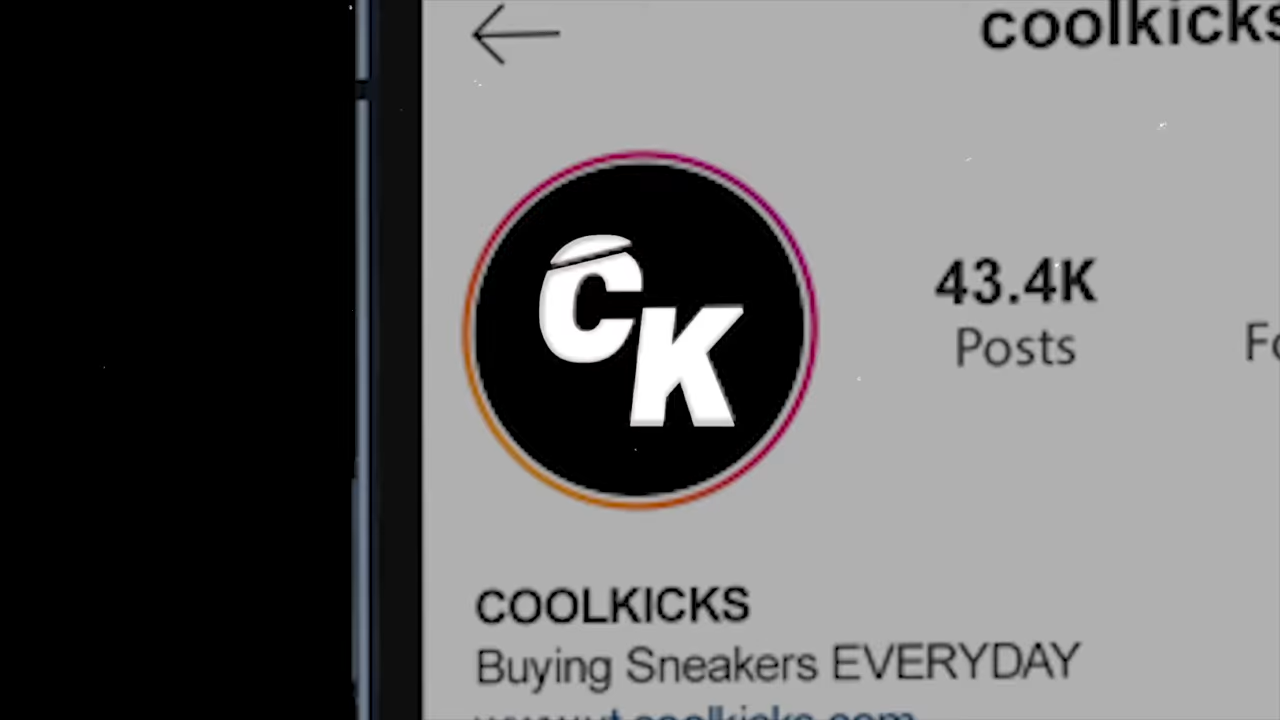 coolkicks
CK
43.4K
Posts
COOLKICKS
Buying Sneakers EVERYDAY